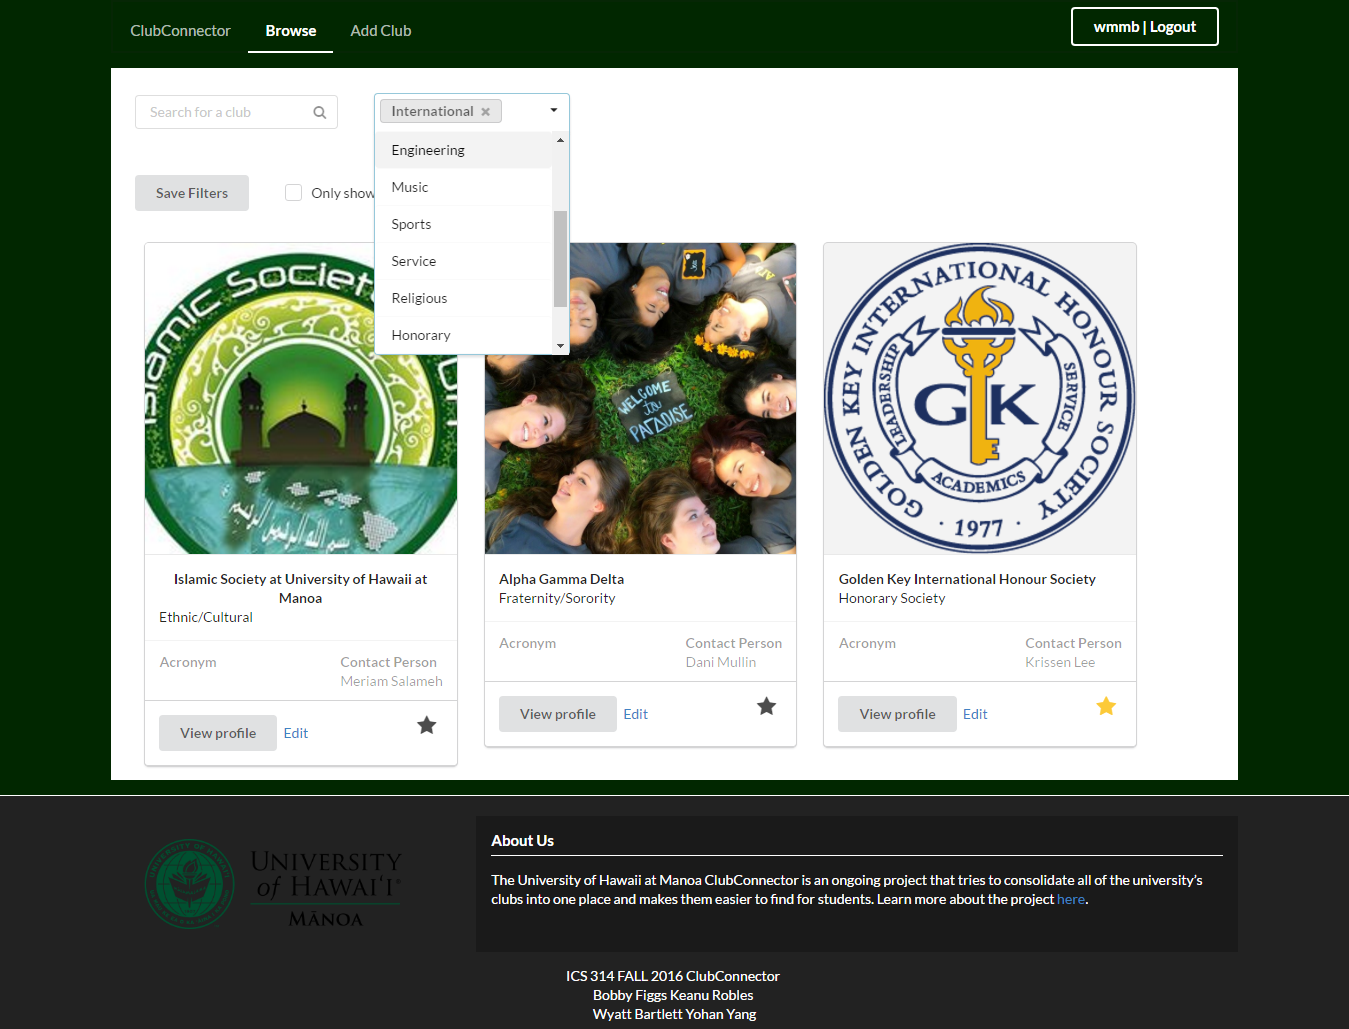 ClubConnector
Browse
Add Club
wmmb | Logout
Search for a club
International
Engineering
Music
Sports
Service
Religious
Honorary
Save Filters
Only show
Islamic Society
WELCOME
to
PARADISE
GOLDEN KEY INTERNATIONAL HONOUR SOCIETY
LEADERSHIP
ACADEMICS
SERVICE
GK
· 1977 ·
Islamic Society at University of Hawaii at
Manoa
Ethnic/Cultural
Acronym
Contact Person
Meriam Salameh
View profile
Edit
Alpha Gamma Delta
Fraternity/Sorority
Acronym
Contact Person
Dani Mullin
View profile
Edit
Golden Key International Honour Society
Honorary Society
Acronym
Contact Person
Krissen Lee
View profile
Edit
UNIVERSITY
of HAWAI‘I®
MĀNOA
About Us
The University of Hawaii at Manoa ClubConnector is an ongoing project that tries to consolidate all of the university's
clubs into one place and makes them easier to find for students. Learn more about the project here.
ICS 314 FALL 2016 ClubConnector
Bobby Figgs Keanu Robles
Wyatt Bartlett Yohan Yang